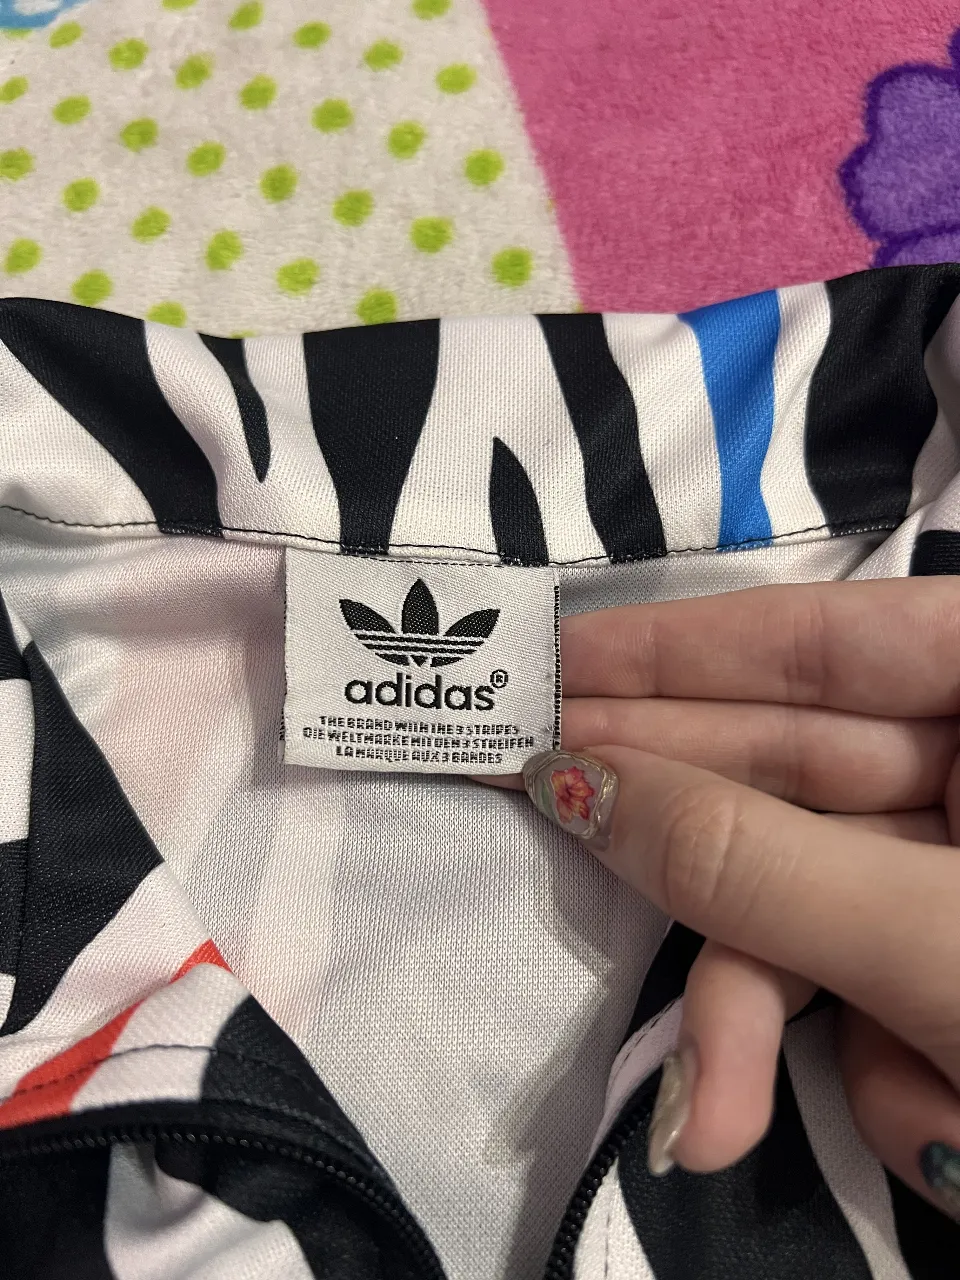 adidas®
THE BRAND WITH THE 3 STRIPES
DIE WELTMARKE MIT DEN 3 STREIFEN
LA MARQUE AUX 3 BANDES